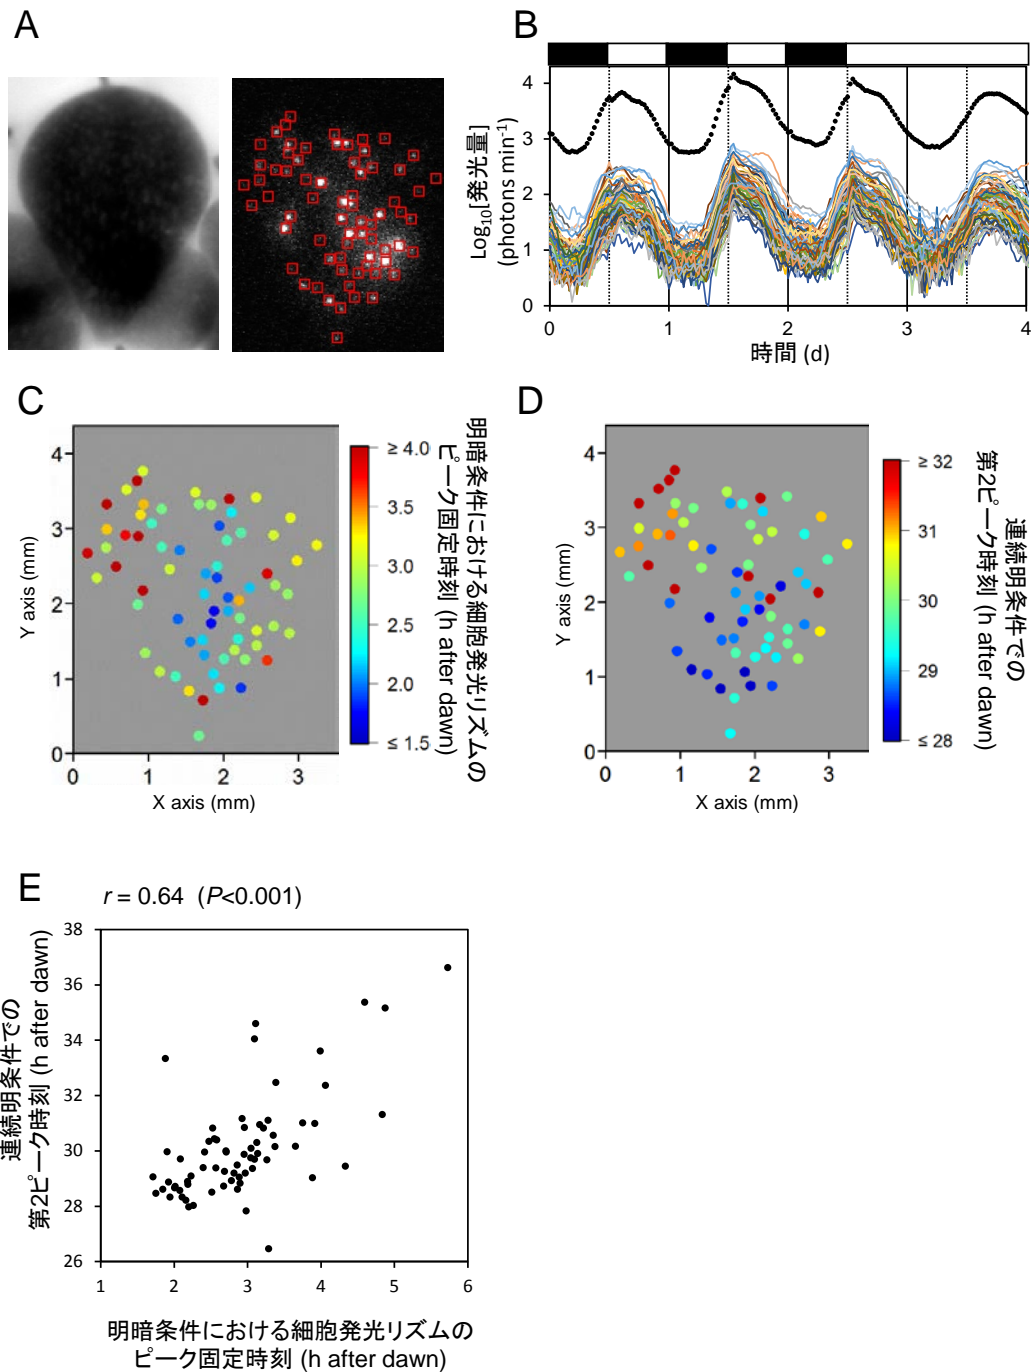 A
B
Log10[発光量]
(photons min-1)
4
3
2
1
0
0 1 2 3 4
時間 (d)
C
4
3
2
1
0
Y axis (mm)
0 1 2 3
X axis (mm)
≥ 4.0
3.5
3.0
2.5
2.0
≤ 1.5
明暗条件における細胞発光リズムの
ピーク固定時刻 (h after dawn)
D
4
3
2
1
0
Y axis (mm)
0 1 2 3
X axis (mm)
≥ 32
31
30
29
≤ 28
連続明条件での
第2ピーク時刻 (h after dawn)
E
r = 0.64 (P<0.001)
連続明条件での
第2ピーク時刻 (h after dawn)
38
36
34
32
30
28
26
1 2 3 4 5 6
明暗条件における細胞発光リズムの
ピーク固定時刻 (h after dawn)